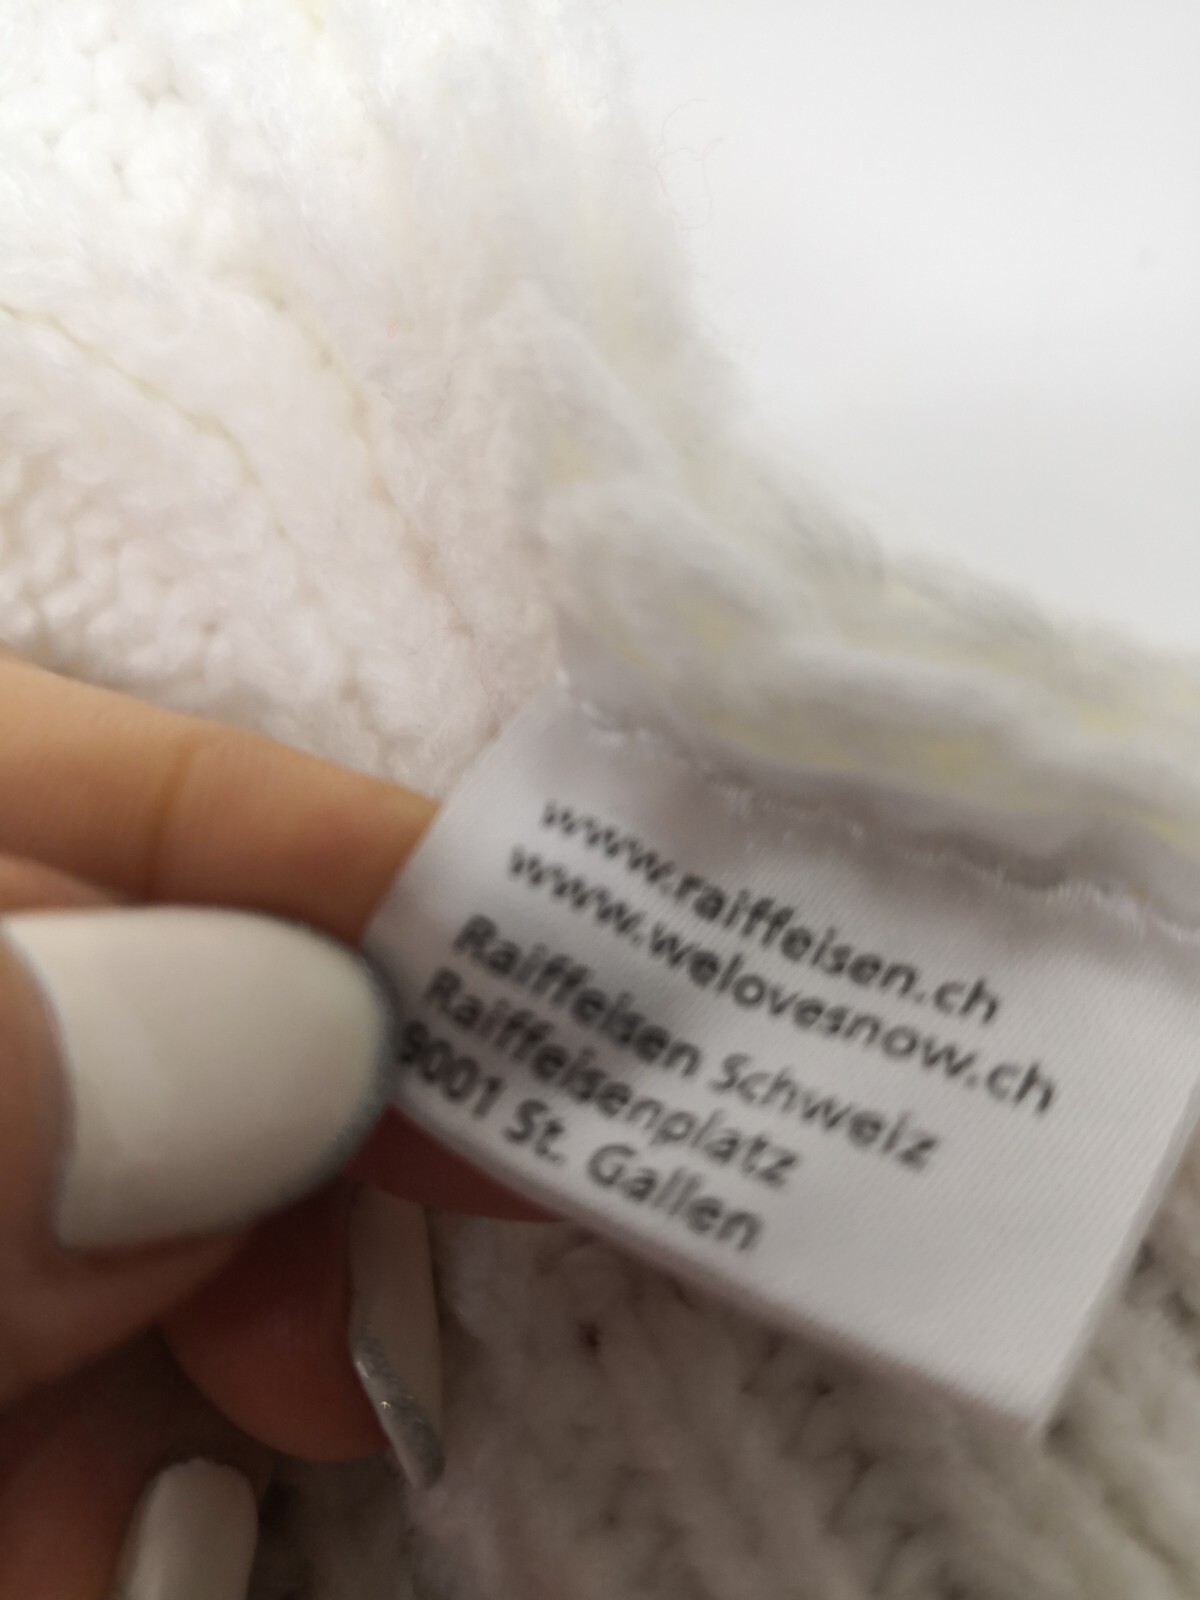 www.raiffeisen.ch
www.welovesnow.ch
Raiffeisen Schweiz
Raiffeisenplatz
9001 St. Gallen